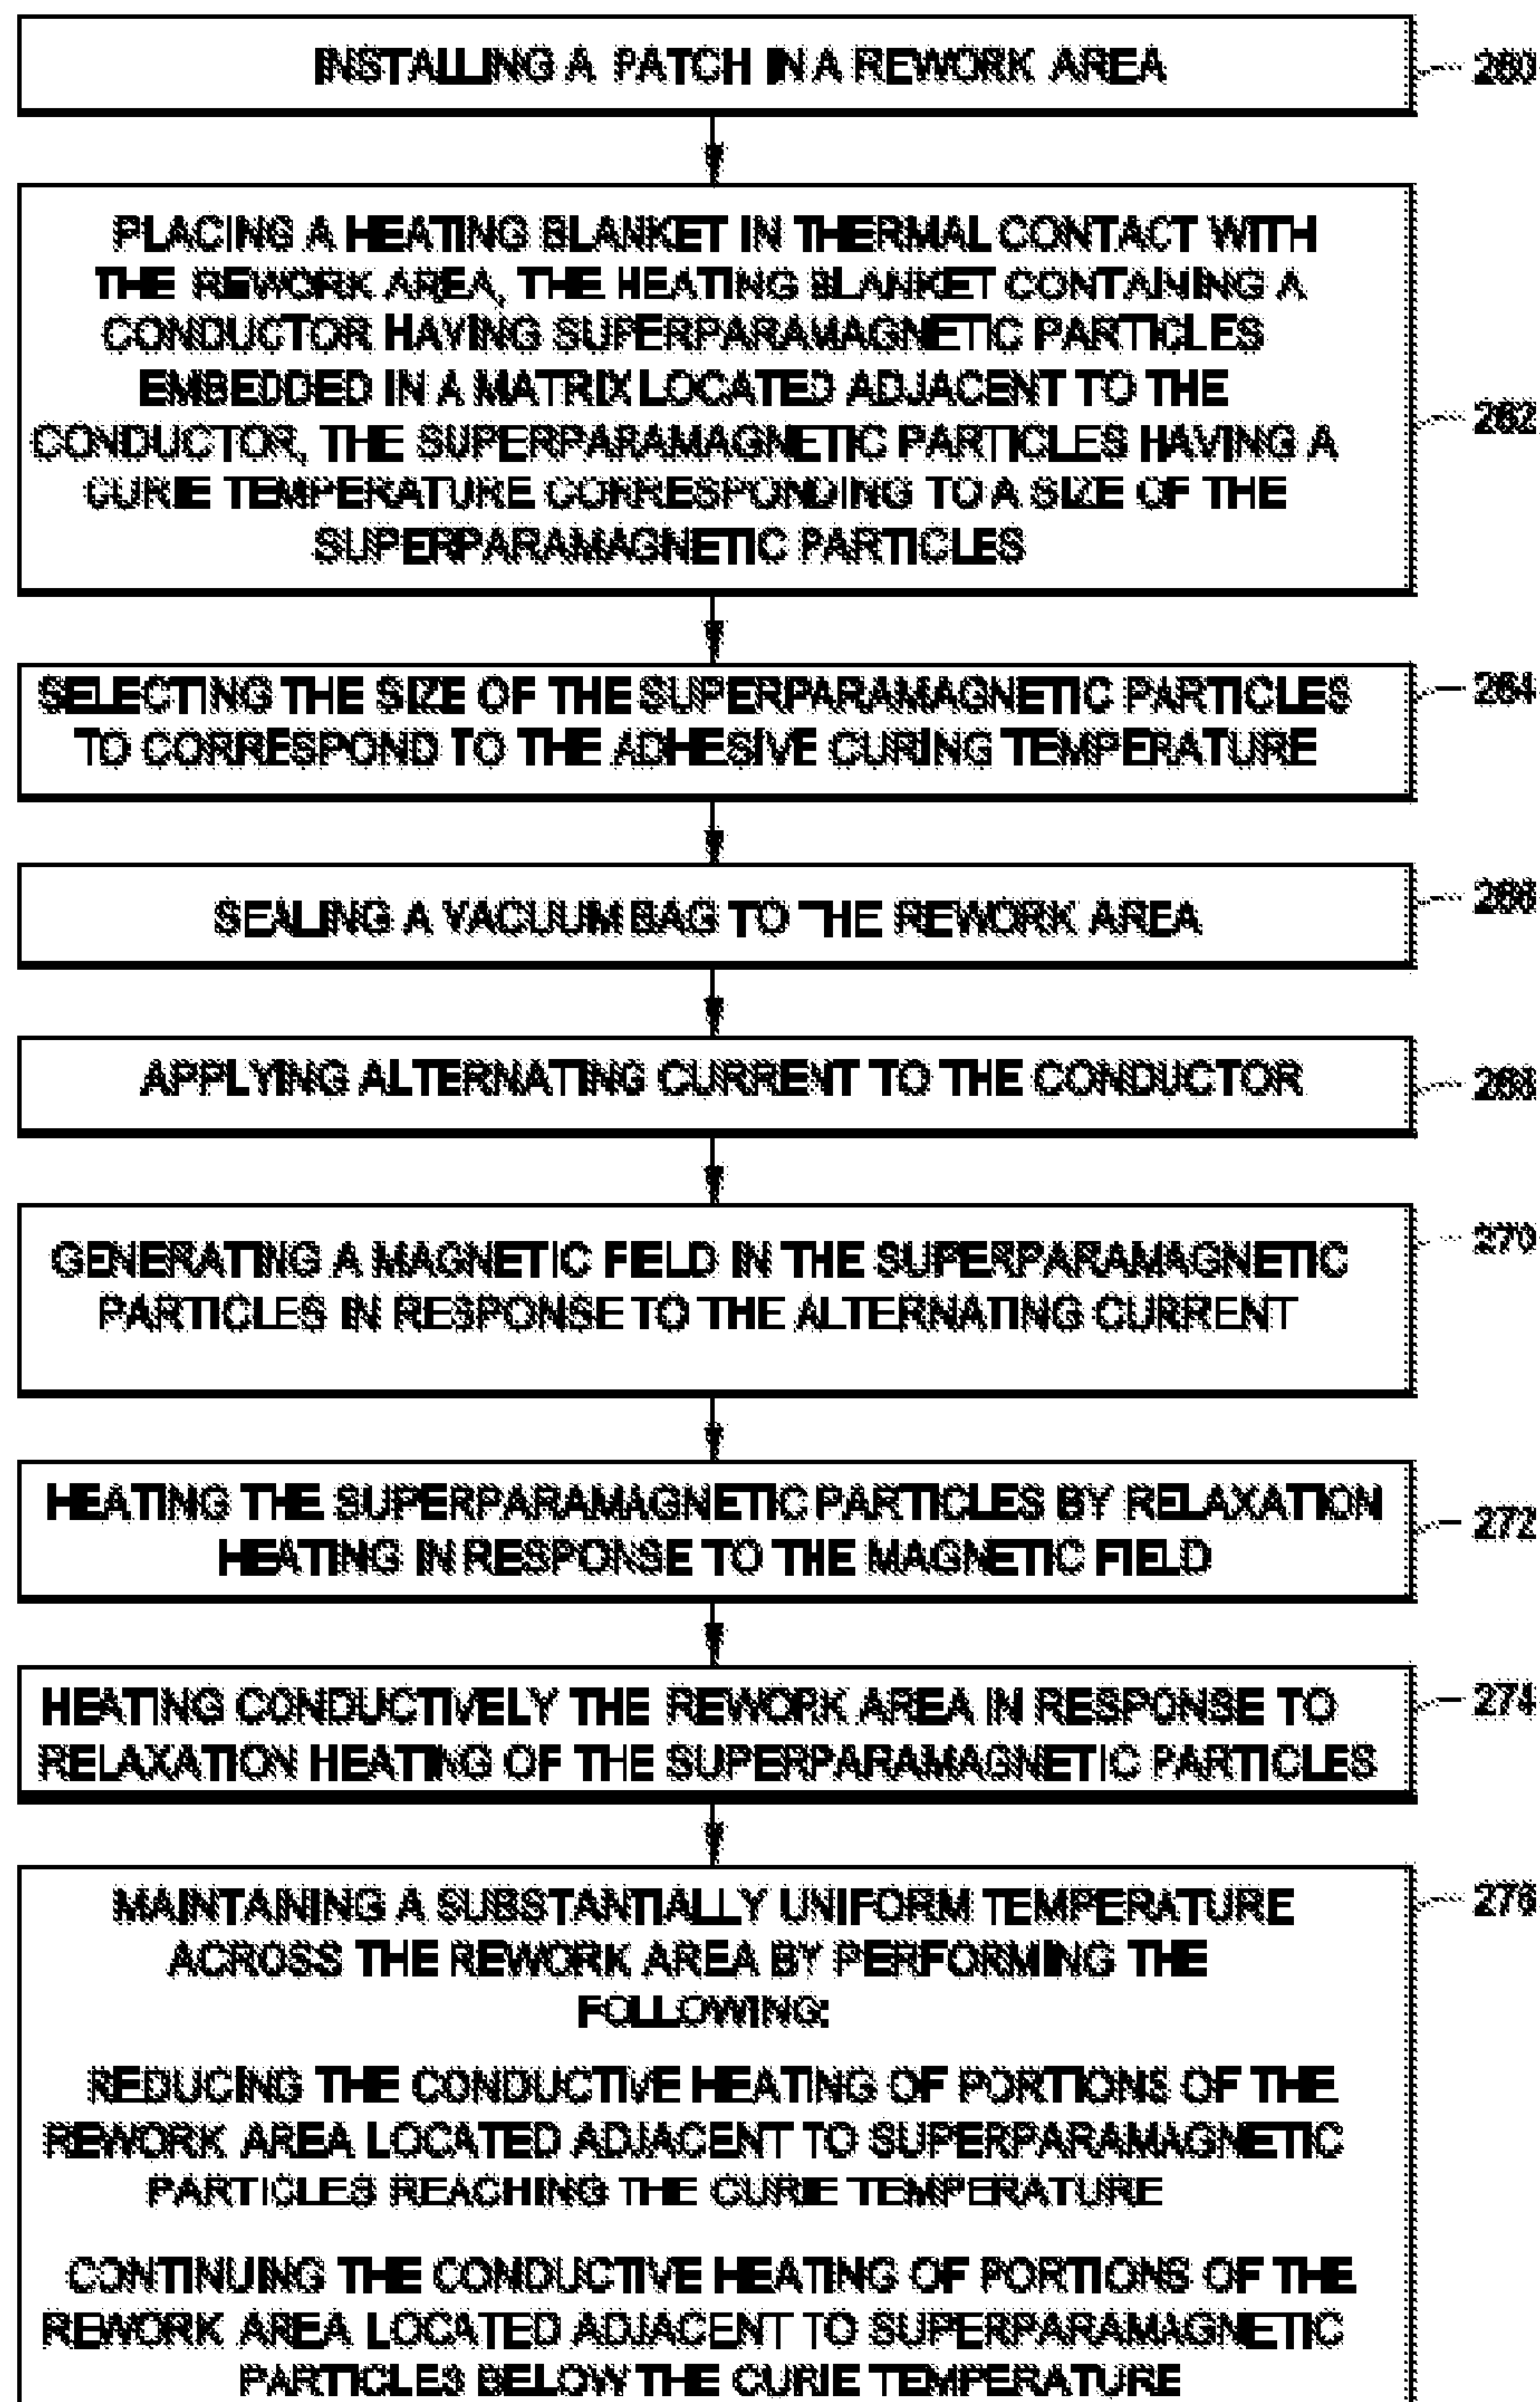 INSTALLING A PATCH IN A REWORK AREA
260
PLACING A HEATING BLANKET IN THERMAL CONTACT WITH
THE REWORK AREA, THE HEATING BLANKET CONTAINING A
CONDUCTOR HAVING SUPERPARAMAGNETIC PARTICLES
EMBEDDED IN A MATRIX LOCATED ADJACENT TO THE
CONDUCTOR, THE SUPERPARAMAGNETIC PARTICLES HAVING A
CURIE TEMPERATURE CORRESPONDING TO A SIZE OF THE
SUPERPARAMAGNETIC PARTICLES
262
SELECTING THE SIZE OF THE SUPERPARAMAGNETIC PARTICLES
TO CORRESPOND TO THE ADHESIVE CURING TEMPERATURE
264
SEALING A VACUUM BAG TO THE REWORK AREA
266
APPLYING ALTERNATING CURRENT TO THE CONDUCTOR
268
GENERATING A MAGNETIC FIELD IN THE SUPERPARAMAGNETIC
PARTICLES IN RESPONSE TO THE ALTERNATING CURRENT
270
HEATING THE SUPERPARAMAGNETIC PARTICLES BY RELAXATION
HEATING IN RESPONSE TO THE MAGNETIC FIELD
272
HEATING CONDUCTIVELY THE REWORK AREA IN RESPONSE TO
RELAXATION HEATING OF THE SUPERPARAMAGNETIC PARTICLES
274
MAINTAINING A SUBSTANTIALLY UNIFORM TEMPERATURE
ACROSS THE REWORK AREA BY PERFORMING THE
FOLLOWING:
REDUCING THE CONDUCTIVE HEATING OF PORTIONS OF THE
REWORK AREA LOCATED ADJACENT TO SUPERPARAMAGNETIC
PARTICLES REACHING THE CURIE TEMPERATURE
CONTINUING THE CONDUCTIVE HEATING OF PORTIONS OF THE
REWORK AREA LOCATED ADJACENT TO SUPERPARAMAGNETIC
PARTICLES BELOW THE CURIE TEMPERATURE
276